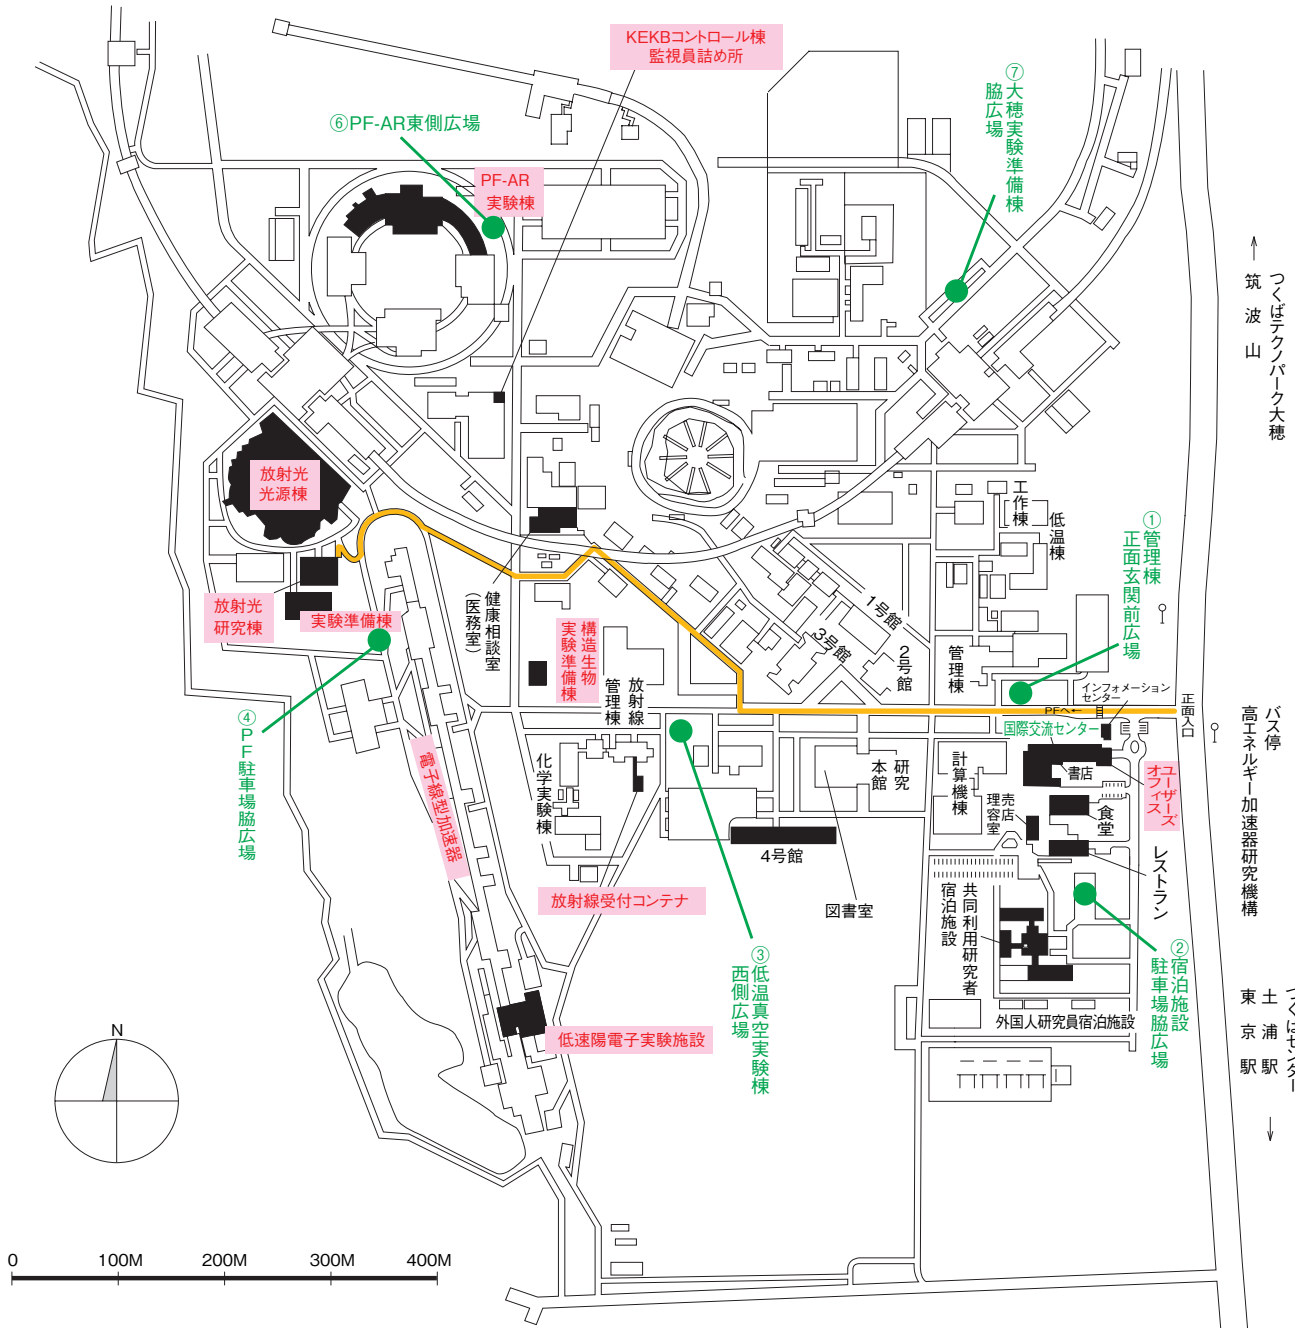 KEKBコントロール棟
監視員詰め所
⑥PF-AR東側広場
PF-AR
実験棟
⑦大穂実験準備棟
脇広場
つくばテクノパーク大穂
筑波山
放射光
光源棟
工作棟
低温棟
①管理棟
正面玄関前広場
放射光
研究棟
実験準備棟
健康相談室
(医務室)
構造生物
実験準備棟
放射線
管理棟
1号館
3号館
2号館
管理棟
インフォメーション
センター
PFへ←
正面入口
国際交流センター
バス停
高エネルギー加速器研究機構
④PF駐車場脇広場
電子線型加速器
化学実験棟
研究
本館
計算機棟
書店
ユーザーズ
オフィス
売店
理容室
食堂
4号館
レストラン
放射線受付コンテナ
図書室
共同利用研究者
宿泊施設
③低温真空実験棟
西側広場
②宿泊施設
駐車場脇広場
外国人研究員宿泊施設
低速陽電子実験施設
つくばセンター
土浦駅
東京駅
N
0 100M 200M 300M 400M